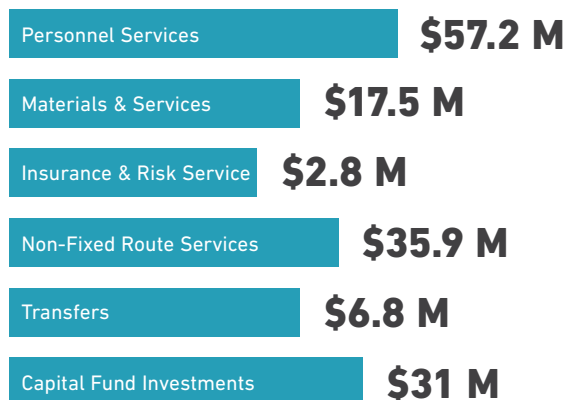 Personnel Services $57.2 M
Materials & Services $17.5 M
Insurance & Risk Service $2.8 M
Non-Fixed Route Services $35.9 M
Transfers $6.8 M
Capital Fund Investments $31 M